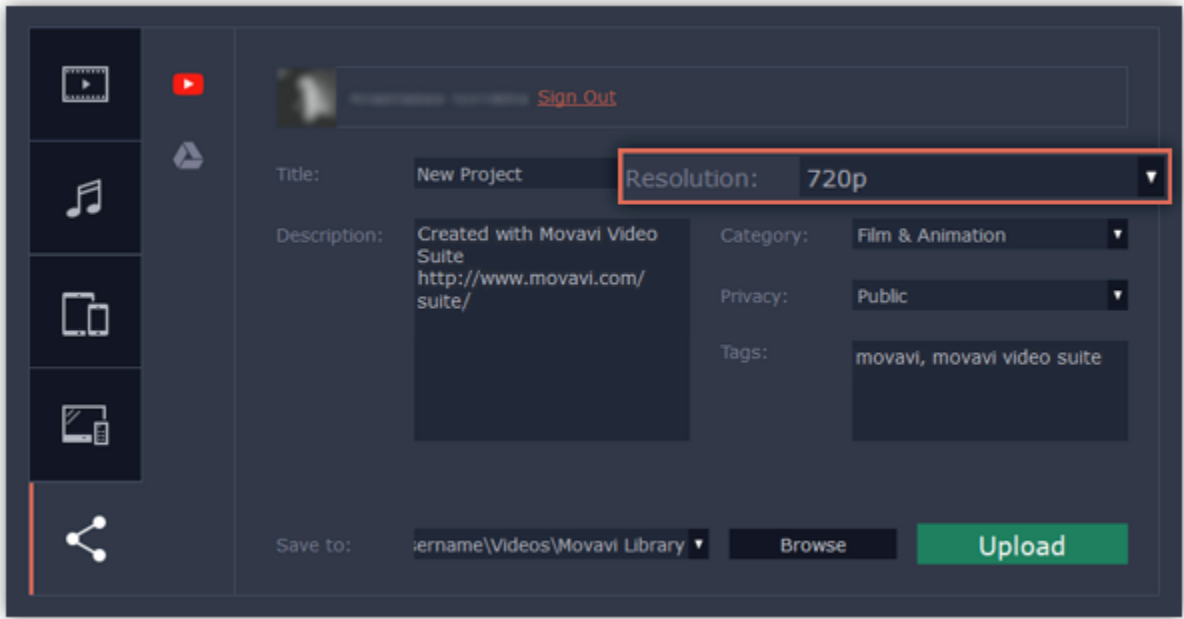 Sign Out
Title: New Project
Resolution: 720p
Description: Created with Movavi Video
Suite
http://www.movavi.com/
suite/
Category: Film & Animation
Privacy: Public
Tags: movavi, movavi video suite
Save to: sername\Videos\Movavi Library Browse Upload